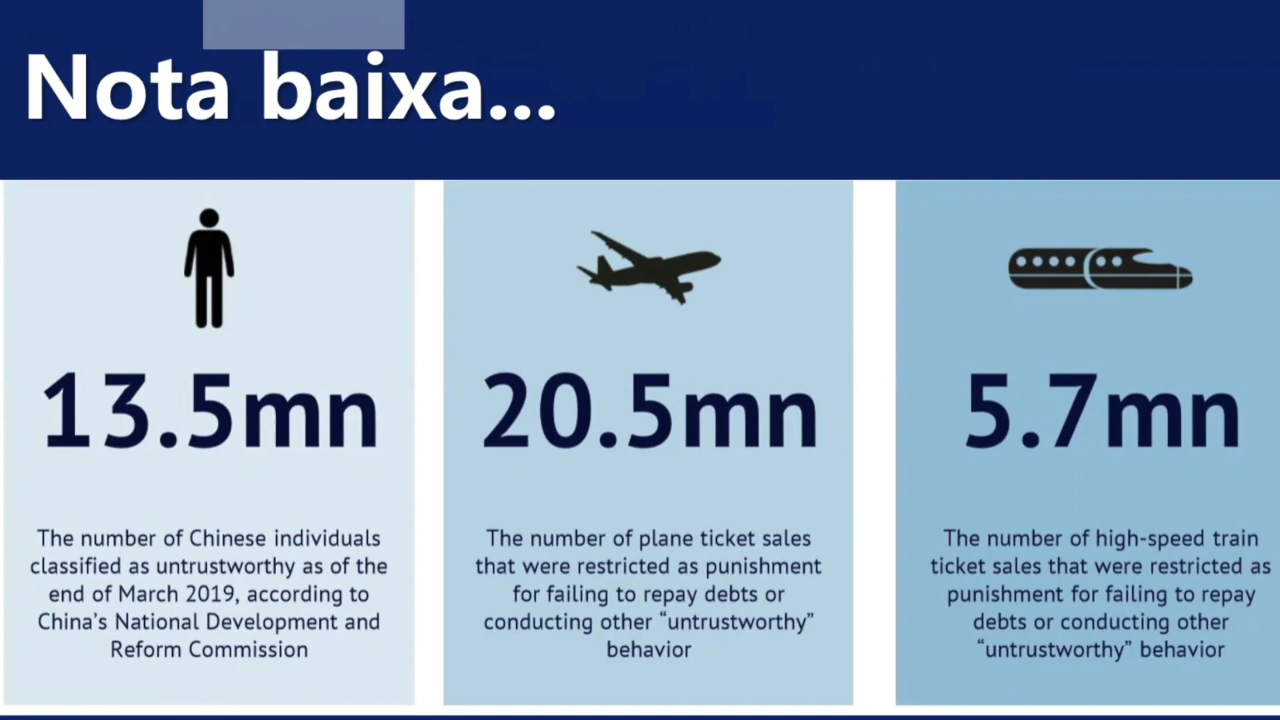 Nota baixa...
13.5mn
The number of Chinese individuals
classified as untrustworthy as of the
end of March 2019, according to
China’s National Development and
Reform Commission
20.5mn
The number of plane ticket sales
that were restricted as punishment
for failing to repay debts or
conducting other “untrustworthy”
behavior
5.7mn
The number of high-speed train
ticket sales that were restricted as
punishment for failing to repay
debts or conducting other
“untrustworthy” behavior